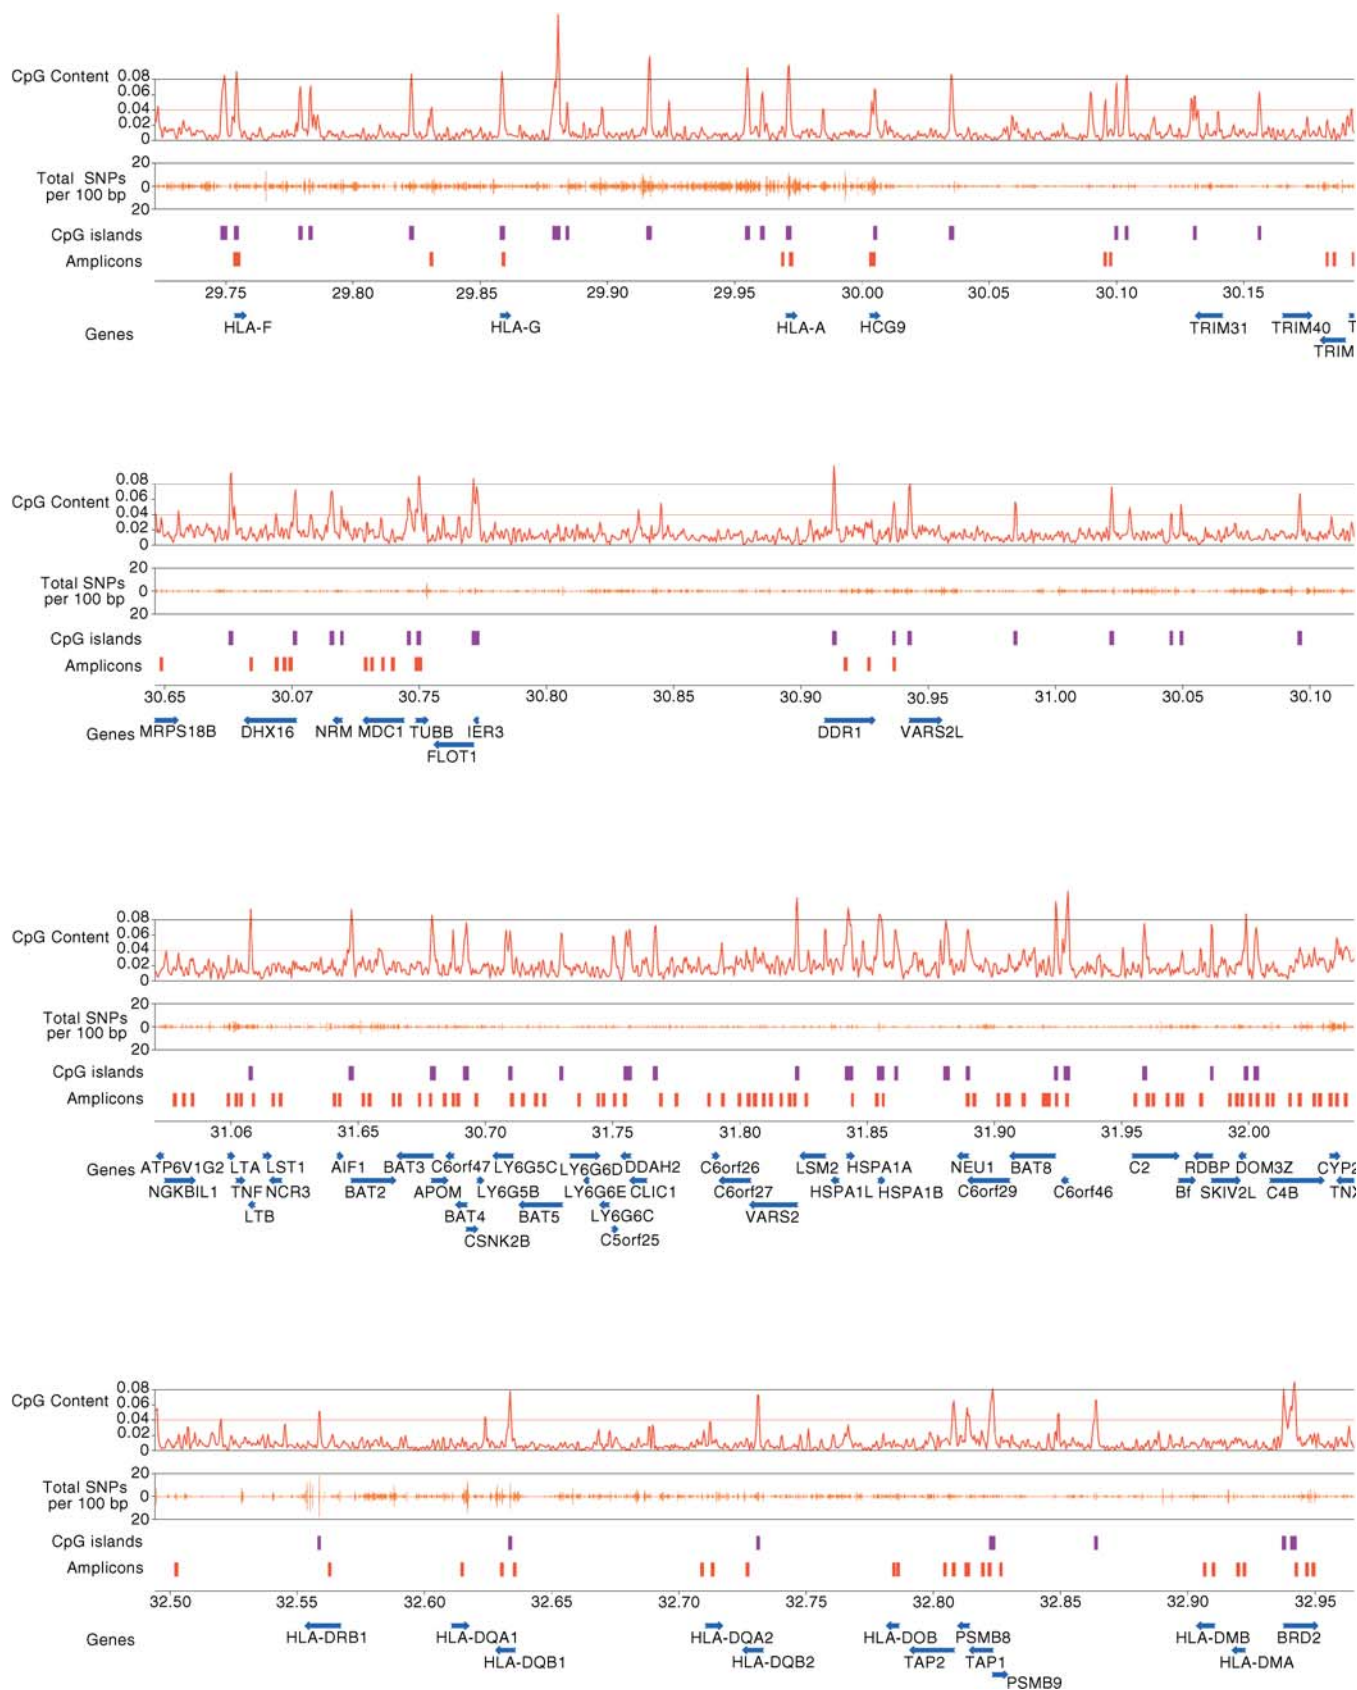 0.08
CpG Content
0.04
0.02
0
20
Total SNPs
0
per 100 bp
20
CpG islands
Amplicons
29.75 29.80 29.85 29.90 29.95 30.00 30.05 30.10 30.15
Genes
HLA-F HLA-G HLA-A HCG9 TRIM31 TRIM40 T
TRIM
0.08
0.06
CpG Content
0.04
0.02
0
20
Total SNPs
0
per 100 bp
20
CpG islands
Amplicons
30.65 30.07 30.75 30.80 30.85 30.90 30.95 31.00 30.05 30.10
Genes MRPS18B DHX16 NRM MDC1 TUBB IER3 DDR1 VARS2L
FLOT1
0.08
0.06
CpG Content
0.04
0.02
0
20
Total SNPs
0
per 100 bp
20
CpG islands
Amplicons
31.06 31.65 30.70 31.75 31.80 31.85 31.90 31.96 32.00
Genes ATP6V1G2 LTA LST1 AIF1 BAT3 C6orf47 LY6G5C LY6G6D DDAH2 C6orf26 LSM2 HSPA1A NEU1 BAT8 C2 RDBP DOM3Z CYP2
NGKBIL1 TNF NCR3 BAT2 APOM LY6G5B LY6G6E CLIC1 C6orf27 HSPA1L HSPA1B C6orf29 C6orf46 Bf SKIV2L C4B TNX
LTB BAT4 BAT5 LY6G6C VARS2
CSNK2B C5orf25
0.08
0.06
CpG Content
0.04
0.02
0
20
Total SNPs
0
per 100 bp
20
CpG islands
Amplicons
32.50 32.55 32.60 32.65 32.70 32.75 32.80 32.85 32.90 32.95
Genes HLA-DRB1 HLA-DQA1 HLA-DQA2 HLA-DOB PSMB8 HLA-DMB BRD2
HLA-DQB1 HLA-DQB2 TAP2 TAP1 HLA-DMA
PSMB9